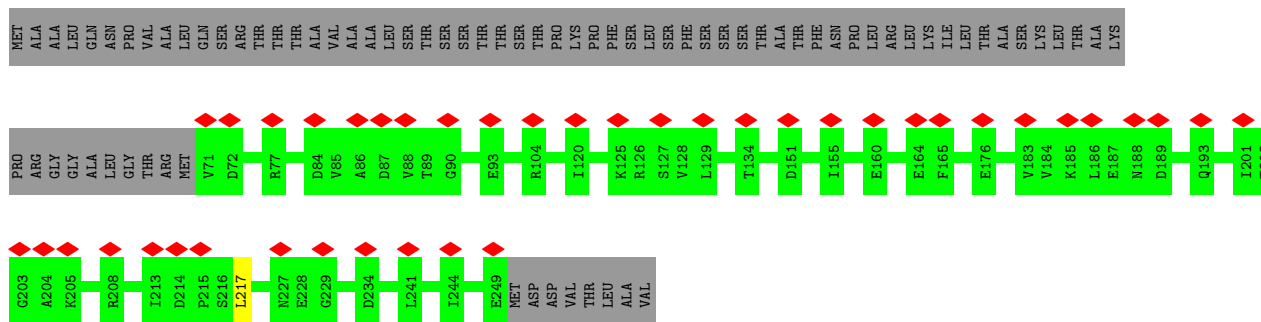 MET ALA ALA LEU GLN ASN PRO VAL ALA LEU GLN SER ARG THR THR THR ALA VAL ALA ALA LEU SER THR SER SER THR THR SER THR PRO LYS PRO PHE SER LEU SER PHE SER SER SER THR ALA THR PHE ASN PRO LEU ARG LEU LYS ILE LEU THR ALA SER LYS LEU THR ALA LYS
PRO ARG GLY GLY ALA LEU GLY THR ARG MET V71 D72 R77 D84 V85 A86 D87 V88 T89 G90 E93 R104 I120 K125 R126 S127 V128 L129 T134 D151 I155 E160 E164 F165 E176 V183 V184 K185 L186 E187 N188 D189 Q193 I201
G203 A204 K205 R208 I213 D214 P215 S216 L217 N227 E228 G229 D234 L241 I244 E249 MET ASP ASP VAL THR LEU ALA VAL